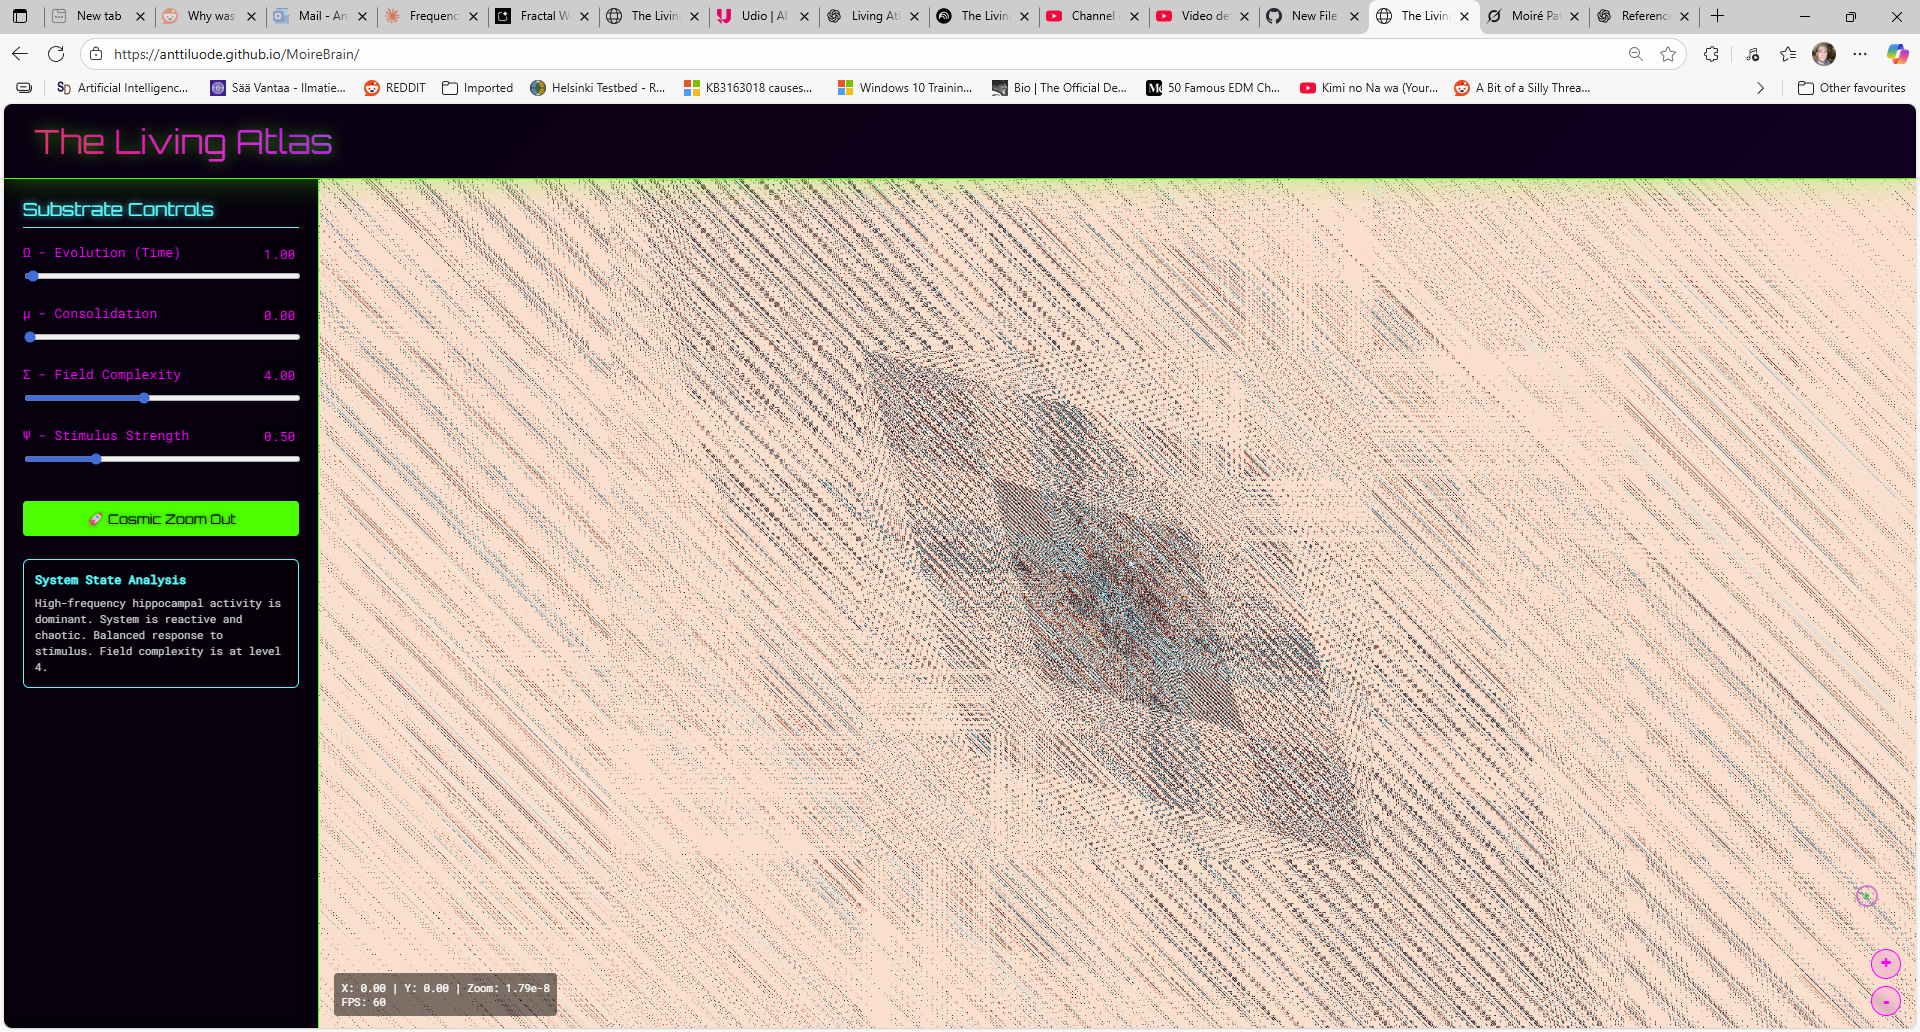 New tab
Why was
Mail - An
Frequenc
Fractal W
The Livin
Udio | AI
Living Atl
The Livin
Channel
Video de
New File
The Livin
Moiré Pat
Reference
https://anttiluode.github.io/MoireBrain/
Artificial Intelligenc...
Sää Vantaa - Ilmatie...
REDDIT
Imported
Helsinki Testbed - R...
KB3163018 causes...
Windows 10 Trainin...
Bio | The Official De...
50 Famous EDM Ch...
Kimi no Na wa (Your...
A Bit of a Silly Threa...
Other favourites
The Living Atlas
Substrate Controls
Ω - Evolution (Time) 1.00
μ - Consolidation 0.00
Σ - Field Complexity 4.00
Ψ - Stimulus Strength 0.50
🚀 Cosmic Zoom Out
System State Analysis
High-frequency hippocampal activity is
dominant. System is reactive and
chaotic. Balanced response to
stimulus. Field complexity is at level
4.
X: 0.00 | Y: 0.00 | Zoom: 1.79e-8
FPS: 60
+
-